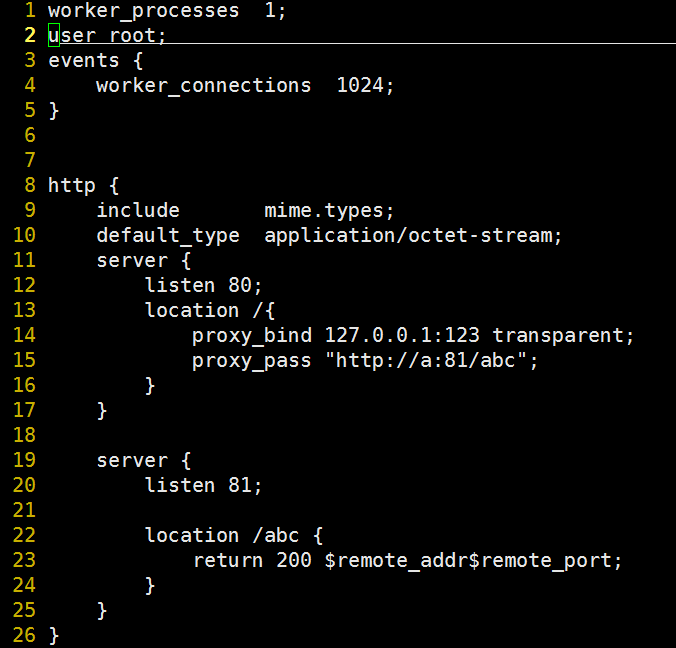 1 worker_processes  1;
2 user root;
3 events {
4     worker_connections  1024;
5 }
6
7
8 http {
9     include       mime.types;
10     default_type  application/octet-stream;
11     server {
12         listen 80;
13         location /{
14             proxy_bind 127.0.0.1:123 transparent;
15             proxy_pass "http://a:81/abc";
16         }
17     }
18
19     server {
20         listen 81;
21
22         location /abc {
23             return 200 $remote_addr$remote_port;
24         }
25     }
26 }